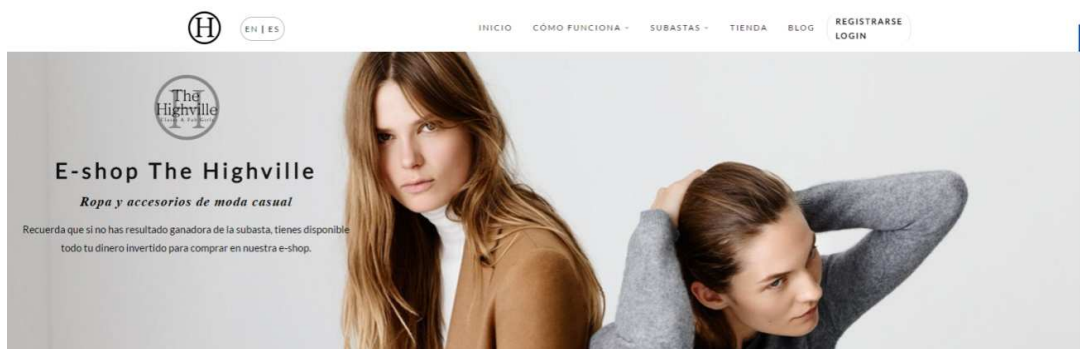 H
EN | ES
INICIO
CÓMO FUNCIONA
SUBASTAS
TIENDA
BLOG
REGISTRARSE
LOGIN
The
Highville
E-shop The Highville
Ropa y accesorios de moda casual
Recuerda que si no has resultado ganadora de la subasta, tienes disponible
todo tu dinero invertido para comprar en nuestra e-shop.